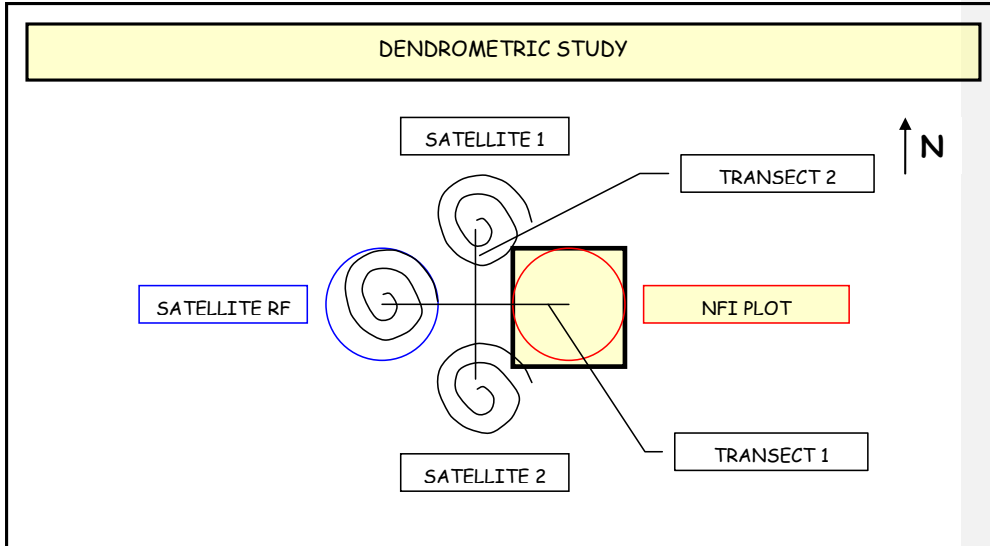 DENDROMETRIC STUDY
SATELLITE 1
N
TRANSECT 2
SATELLITE RF
NFI PLOT
TRANSECT 1
SATELLITE 2